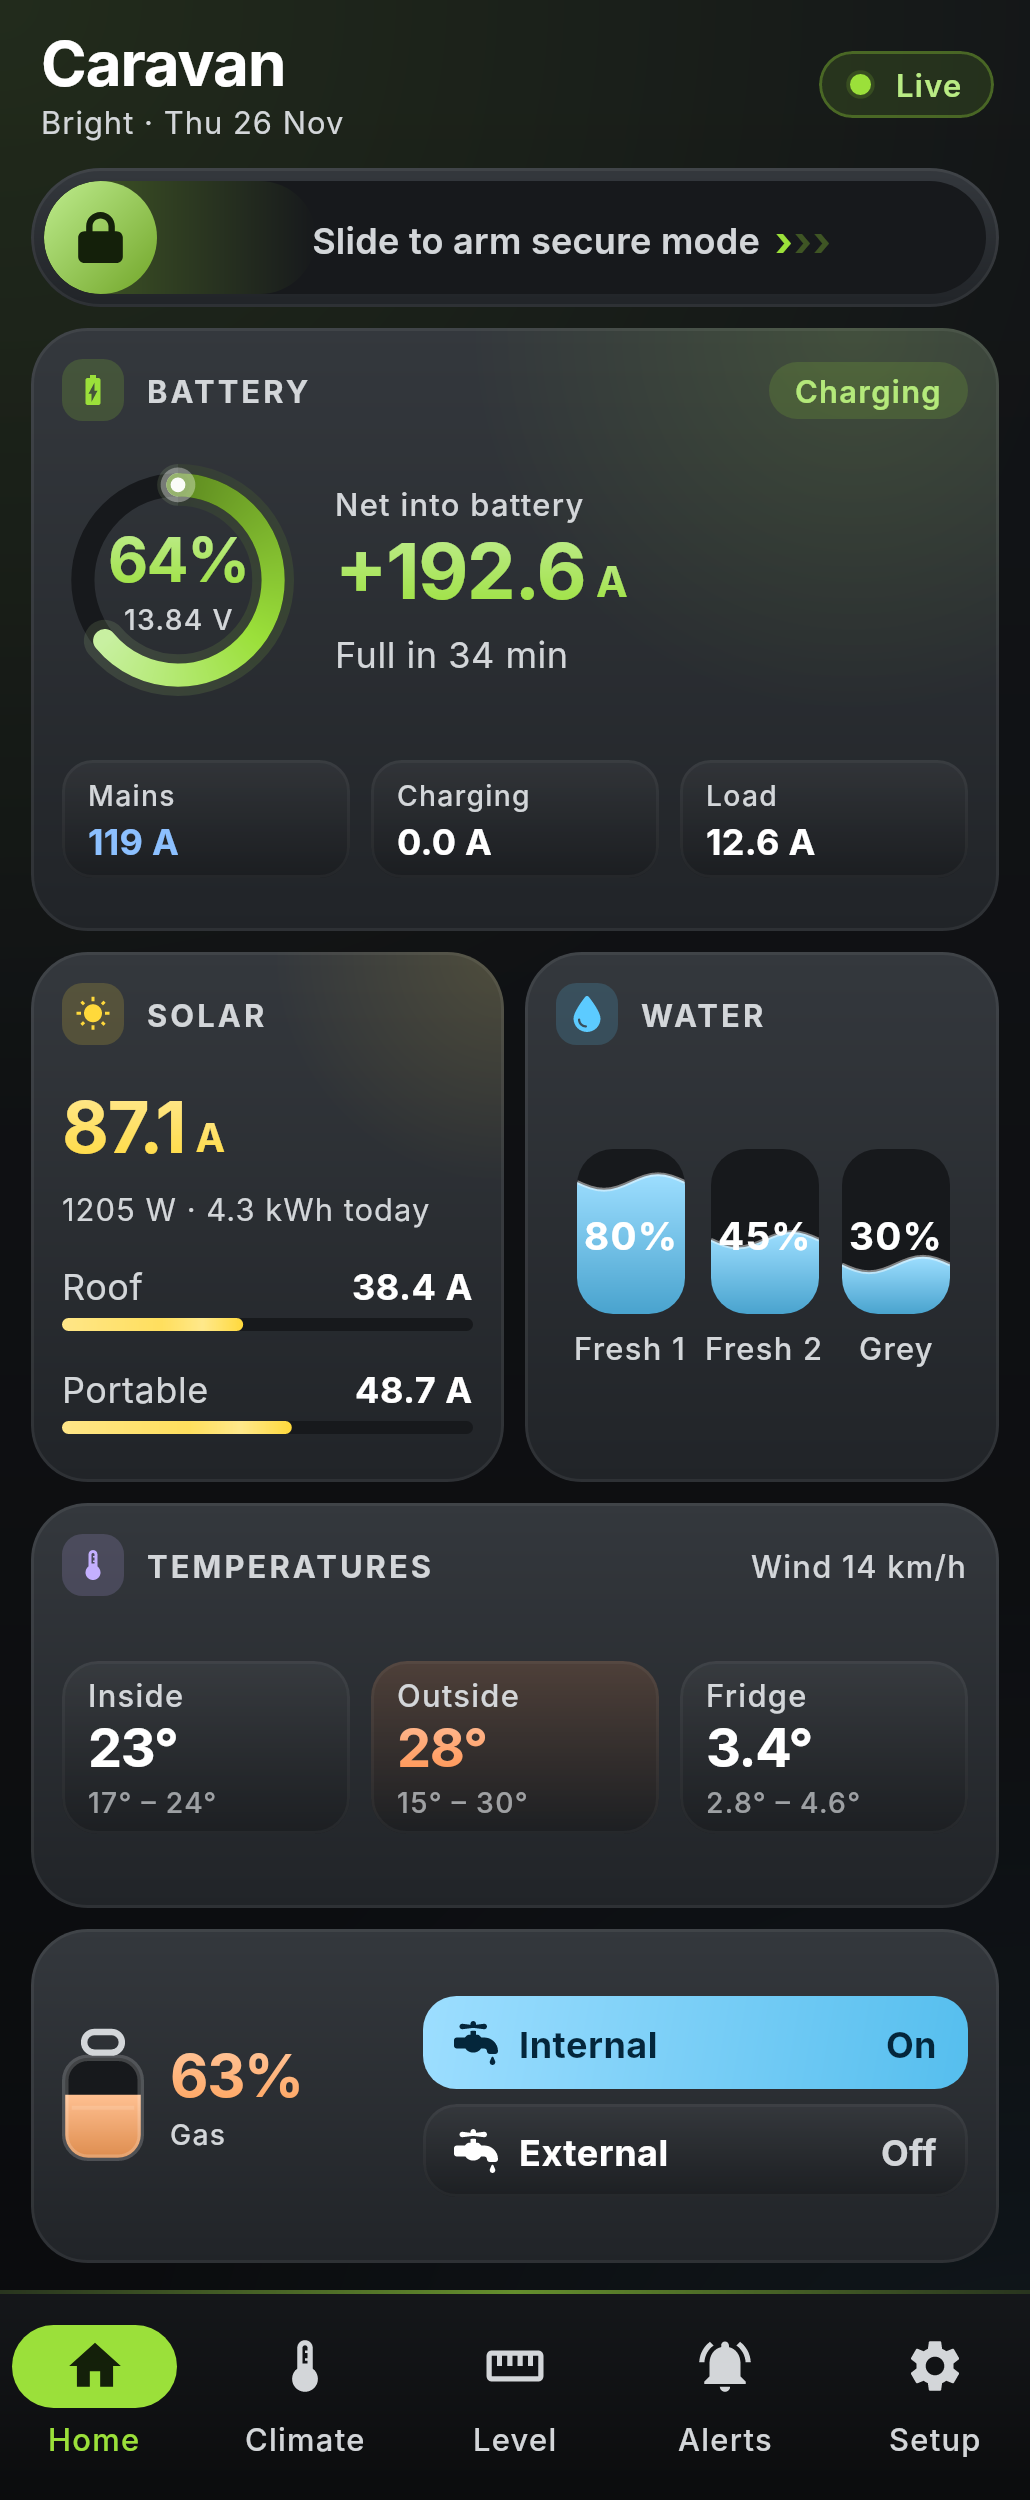 Caravan
Bright · Thu 26 Nov
Live
Slide to arm secure mode
BATTERY
Charging
64%
13.84 V
Net into battery
+192.6 A
Full in 34 min
Mains
119 A
Charging
0.0 A
Load
12.6 A
SOLAR
87.1 A
1205 W · 4.3 kWh today
Roof 38.4 A
Portable 48.7 A
WATER
80% 45% 30%
Fresh 1 Fresh 2 Grey
TEMPERATURES
Wind 14 km/h
Inside
23°
17° – 24°
Outside
28°
15° – 30°
Fridge
3.4°
2.8° – 4.6°
63%
Gas
Internal On
External Off
Home Climate Level Alerts Setup